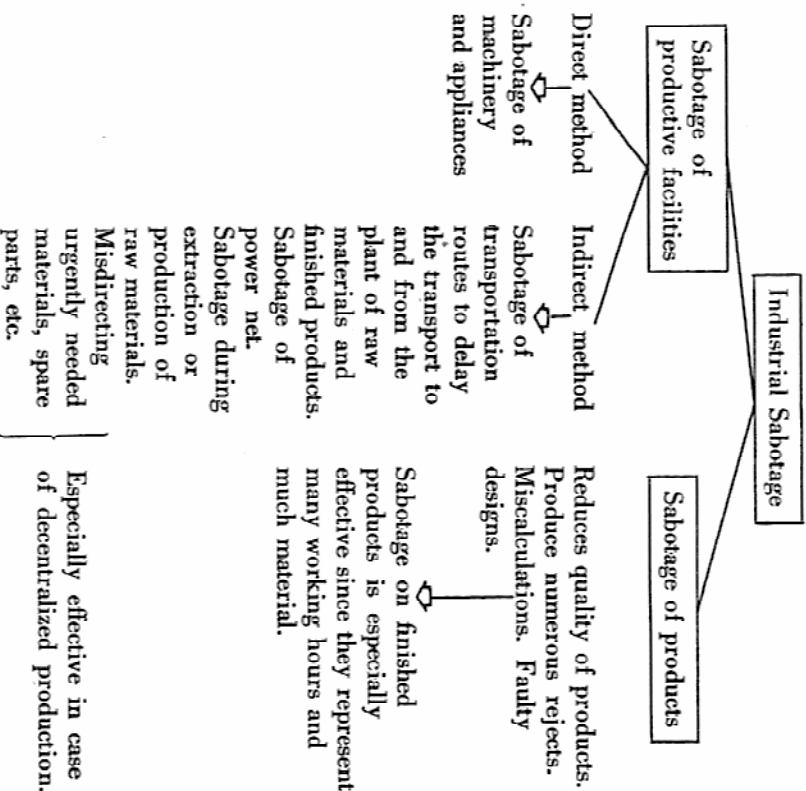 Industrial Sabotage
Sabotage of
productive facilities
Sabotage of products
Direct method
Sabotage of
machinery
and appliances
Indirect method
Sabotage of
transportation
routes to delay
the transport to
and from the
plant of raw
materials and
finished products.
Sabotage of
power net.
Sabotage during
extraction or
production of
raw materials.
Misdirecting
urgently needed
materials, spare
parts, etc.
Reduces quality of products.
Produce numerous rejects.
Miscalculations. Faulty
designs.
Sabotage on finished
products is especially
effective since they represent
many working hours and
much material.
Especially effective in case
of decentralized production.